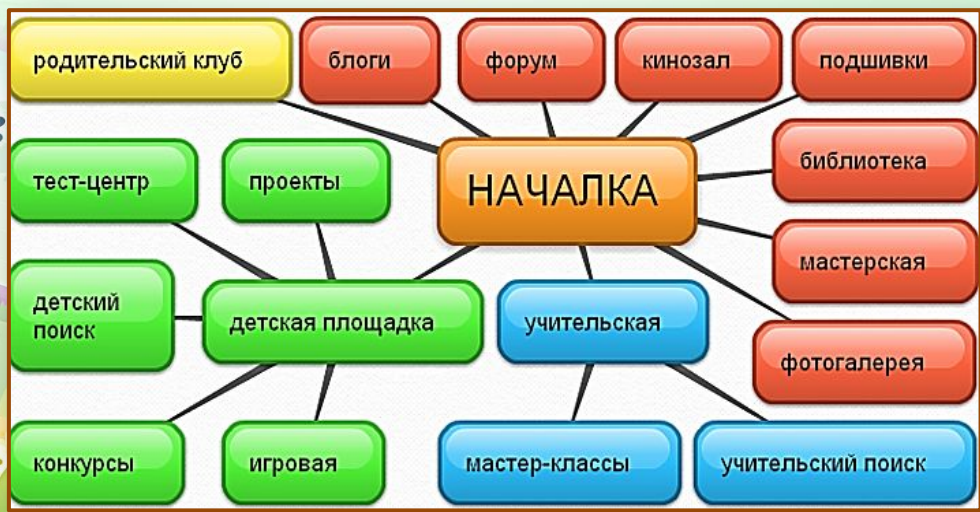 родительский клуб
блоги
форум
кинозал
подшивки
НАЧАЛКА
библиотека
тест-центр
проекты
мастерская
детский
поиск
детская площадка
учительская
фотогалерея
конкурсы
игровая
мастер-классы
учительский поиск